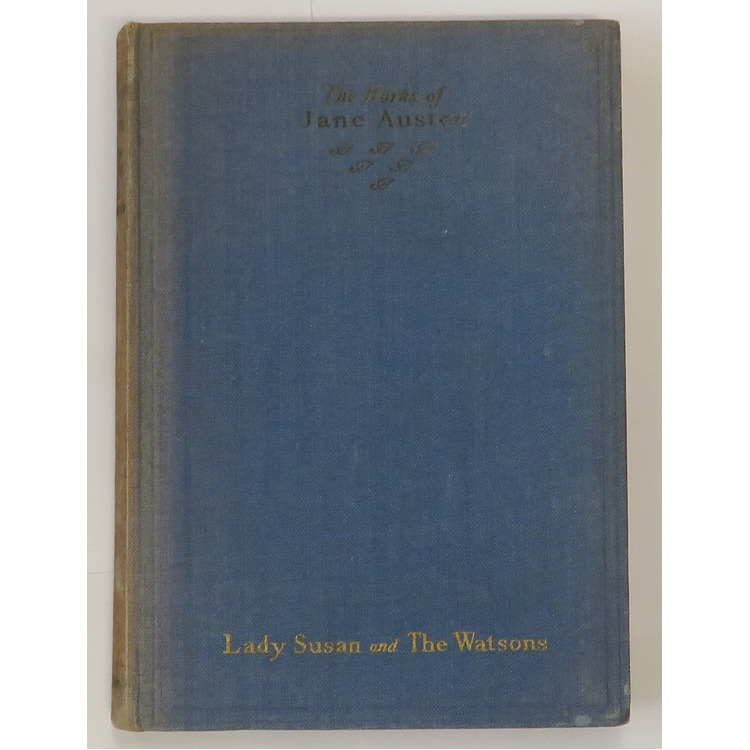 The Works of
Jane Austen
Lady Susan and The Watsons